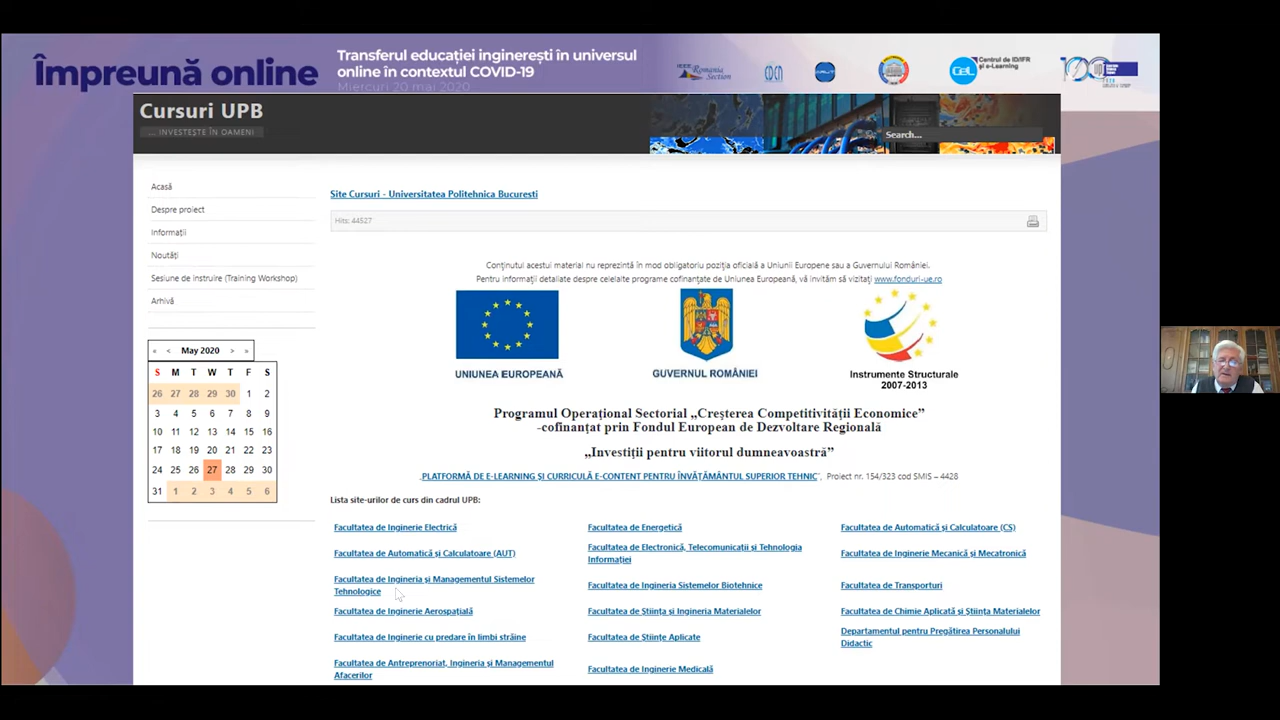 Împreună online
Transferul educației inginerești în universul
online în contextul COVID-19
Miercuri 20 mai 2020
IEEE Romania
Section
Centrul de ID/IFR
și e-Learning
100
Cursuri UPB
... INVESTEȘTE ÎN OAMENI
Search...
Acasă
Despre proiect
Informații
Noutăți
Sesiune de instruire (Training Workshop)
Arhivă
« < May 2020 > »
S M T W T F S
26 27 28 29 30 1 2
3 4 5 6 7 8 9
10 11 12 13 14 15 16
17 18 19 20 21 22 23
24 25 26 27 28 29 30
31 1 2 3 4 5 6
Site Cursuri - Universitatea Politehnica Bucuresti
Hits: 44527
Conținutul acestui material nu reprezintă în mod obligatoriu poziția oficială a Uniunii Europene sau a Guvernului României.
Pentru informații detaliate despre celelalte programe cofinanțate de Uniunea Europeană, vă invităm să vizitați www.fonduri-ue.ro
UNIUNEA EUROPEANĂ
GUVERNUL ROMÂNIEI
Instrumente Structurale
2007-2013
Programul Operațional Sectorial „Creșterea Competitivității Economice”
-cofinanțat prin Fondul European de Dezvoltare Regională
„Investiții pentru viitorul dumneavoastră”
„PLATFORMĂ DE E-LEARNING ȘI CURRICULĂ E-CONTENT PENTRU ÎNVĂȚĂMÂNTUL SUPERIOR TEHNIC”, Proiect nr. 154/323 cod SMIS – 4428
Lista site-urilor de curs din cadrul UPB:
Facultatea de Inginerie Electrică
Facultatea de Energetică
Facultatea de Automatică și Calculatoare (CS)
Facultatea de Automatică și Calculatoare (AUT)
Facultatea de Electronică, Telecomunicații și Tehnologia
Informației
Facultatea de Inginerie Mecanică și Mecatronică
Facultatea de Ingineria și Managementul Sistemelor
Tehnologice
Facultatea de Ingineria Sistemelor Biotehnice
Facultatea de Transporturi
Facultatea de Inginerie Aerospațială
Facultatea de Știința și Ingineria Materialelor
Facultatea de Chimie Aplicată și Știința Materialelor
Facultatea de Inginerie cu predare în limbi străine
Facultatea de Științe Aplicate
Departamentul pentru Pregătirea Personalului
Didactic
Facultatea de Antreprenoriat, Ingineria și Managementul
Afacerilor
Facultatea de Inginerie Medicală